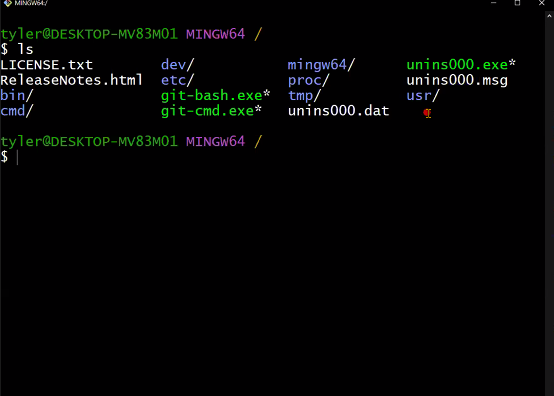 MINGW64:/
tyler@DESKTOP-MV83M01 MINGW64 /
$ ls
LICENSE.txt dev/ mingw64/ unins000.exe*
ReleaseNotes.html etc/ proc/ unins000.msg
bin/ git-bash.exe* tmp/ usr/
cmd/ git-cmd.exe* unins000.dat
tyler@DESKTOP-MV83M01 MINGW64 /
$